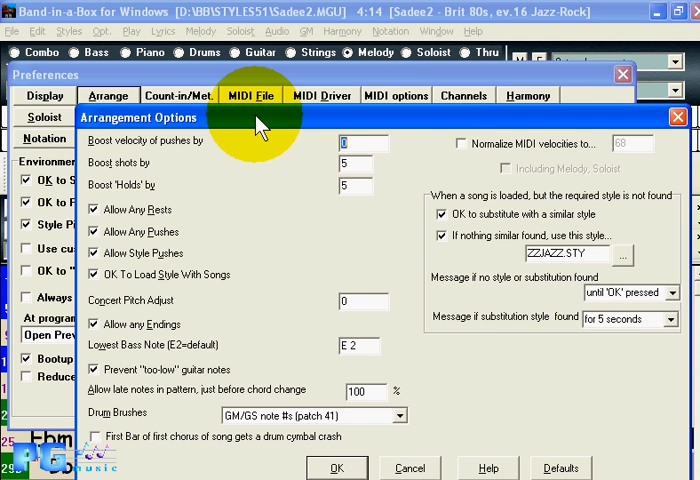 Band-in-a-Box for Windows [D:\BB\STYLES51\Sadee2.MGU] 4:14 [Sadee2 - Brit 80s, ev.16 Jazz-Rock]
File Edit Styles Opt. Play Lyrics Mel. Soloist Audio GM Harmony Notation Window Help
Combo Bass Piano Drums Guitar Strings Melody Soloist Thru
Preferences
Display Arrange Count-in/Met. MIDI File MIDI Driver MIDI options Channels Harmony
Soloist
Notation
Arrangement Options
Boost velocity of pushes by 0
Normalize MIDI velocities to... 68
Boost shots by 5
Including Melody, Soloist
Boost 'Holds' by 5
Environmen
OK to S
OK to F
Style Pi
Use cus
OK to "
Always
At program
Open Prev
Bootup
Reduce
Allow Any Rests
Allow Any Pushes
Allow Style Pushes
OK To Load Style With Songs
When a song is loaded, but the required style is not found
OK to substitute with a similar style
If nothing similar found, use this style...
ZZJAZZ.STY ...
Message if no style or substitution found
until 'OK' pressed
Message if substitution style found for 5 seconds
Concert Pitch Adjust 0
Allow any Endings
Lowest Bass Note (E2=default) E 2
Prevent "too-low" guitar notes
Allow late notes in pattern, just before chord change 100 %
Drum Brushes GM/GS note #s (patch 41)
First Bar of first chorus of song gets a drum cymbal crash
OK Cancel Help Defaults
25 Ebm
29
PG music